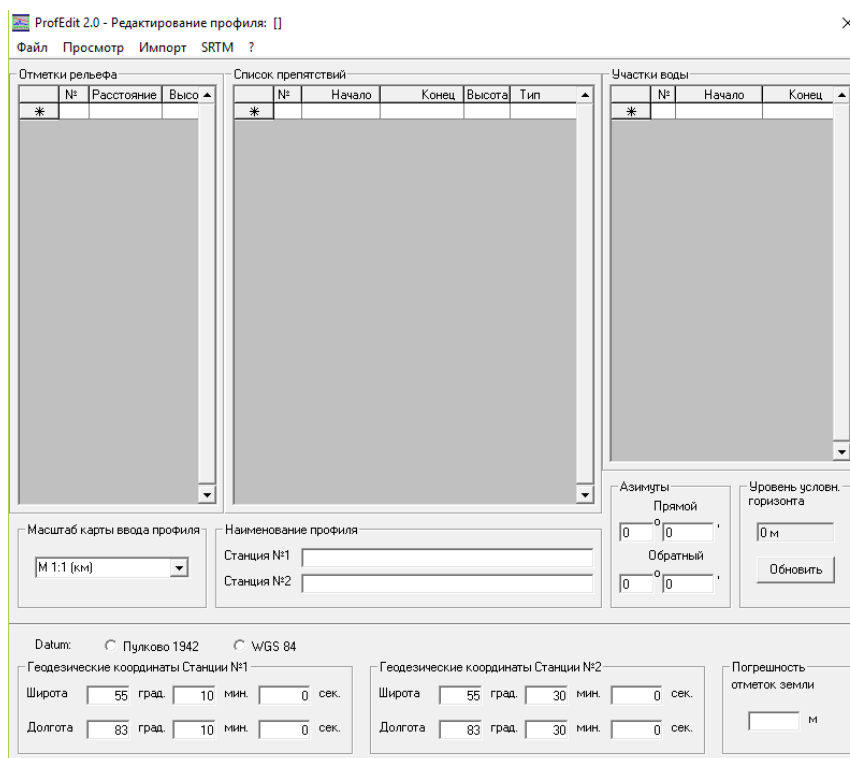 ProfEdit 2.0 - Редактирование профиля: []
Файл Просмотр Импорт SRTM ?
Отметки рельефа Список препятствий Участки воды
№ Расстояние Высо № Начало Конец Высота Тип № Начало Конец
Азимуты Уровень условн. горизонта
Прямой
0 ° 0 ' 0 м
Обратный Обновить
0 ° 0 '
Масштаб карты ввода профиля Наименование профиля
Станция №1
М 1:1 (км)
Станция №2
Datum: Пулково 1942 WGS 84
Геодезические координаты Станции №1 Геодезические координаты Станции №2 Погрешность отметок земли
Широта 55 град. 10 мин. 0 сек. Широта 55 град. 30 мин. 0 сек.
Долгота 83 град. 10 мин. 0 сек. Долгота 83 град. 30 мин. 0 сек. м